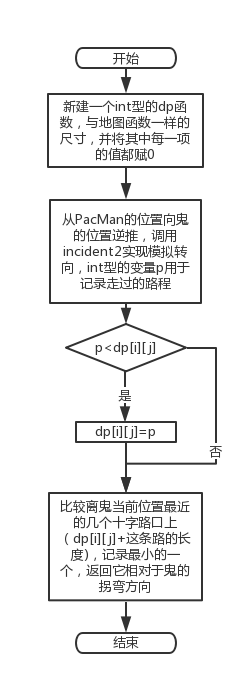 开始
新建一个int型的dp函
数，与地图函数一样的
尺寸，并将其中每一项
的值都赋0
从PacMan的位置向鬼
的位置逆推，调用
incident2实现模拟转
向，int型的变量p用于
记录走过的路程
p<dp[i][j]
是
否
dp[i][j]=p
比较离鬼当前位置最近
的几个十字路口上
（dp[i][j]+这条路的长
度)，记录最小的一
个，返回它相对于鬼的
拐弯方向
结束